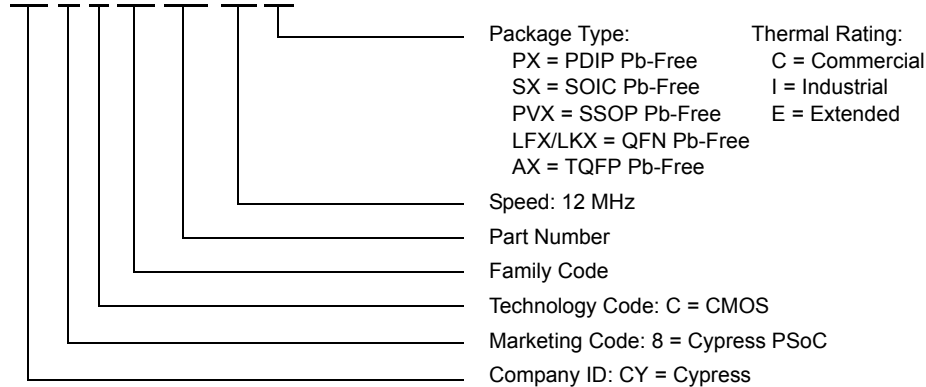 Package Type: Thermal Rating:
PX = PDIP Pb-Free C = Commercial
SX = SOIC Pb-Free I = Industrial
PVX = SSOP Pb-Free E = Extended
LFX/LKX = QFN Pb-Free
AX = TQFP Pb-Free
Speed: 12 MHz
Part Number
Family Code
Technology Code: C = CMOS
Marketing Code: 8 = Cypress PSoC
Company ID: CY = Cypress